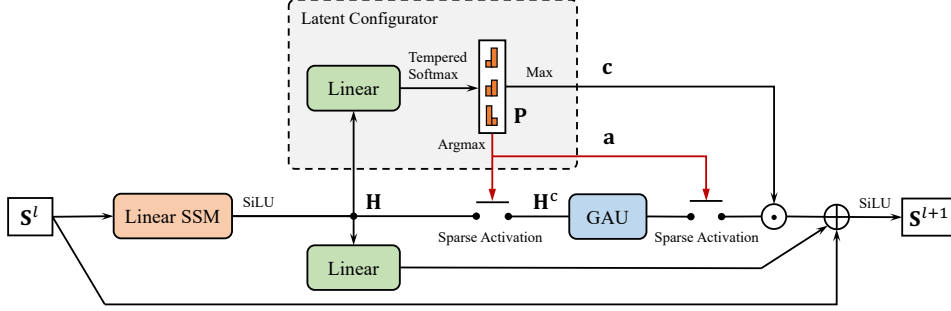 Latent Configurator
Tempered
Softmax
Max
c
Linear
P
Argmax
a
S^l
Linear SSM
SiLU
H
H^c
GAU
SiLU
S^{l+1}
Sparse Activation
Sparse Activation
Linear